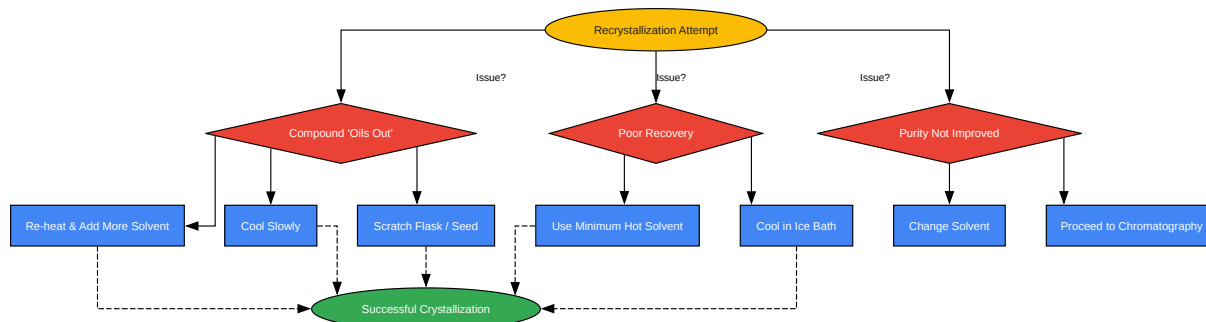 Recrystallization Attempt
Issue?
Issue?
Issue?
Compound 'Oils Out'
Poor Recovery
Purity Not Improved
Re-heat & Add More Solvent
Cool Slowly
Scratch Flask / Seed
Use Minimum Hot Solvent
Cool in Ice Bath
Change Solvent
Proceed to Chromatography
Successful Crystallization